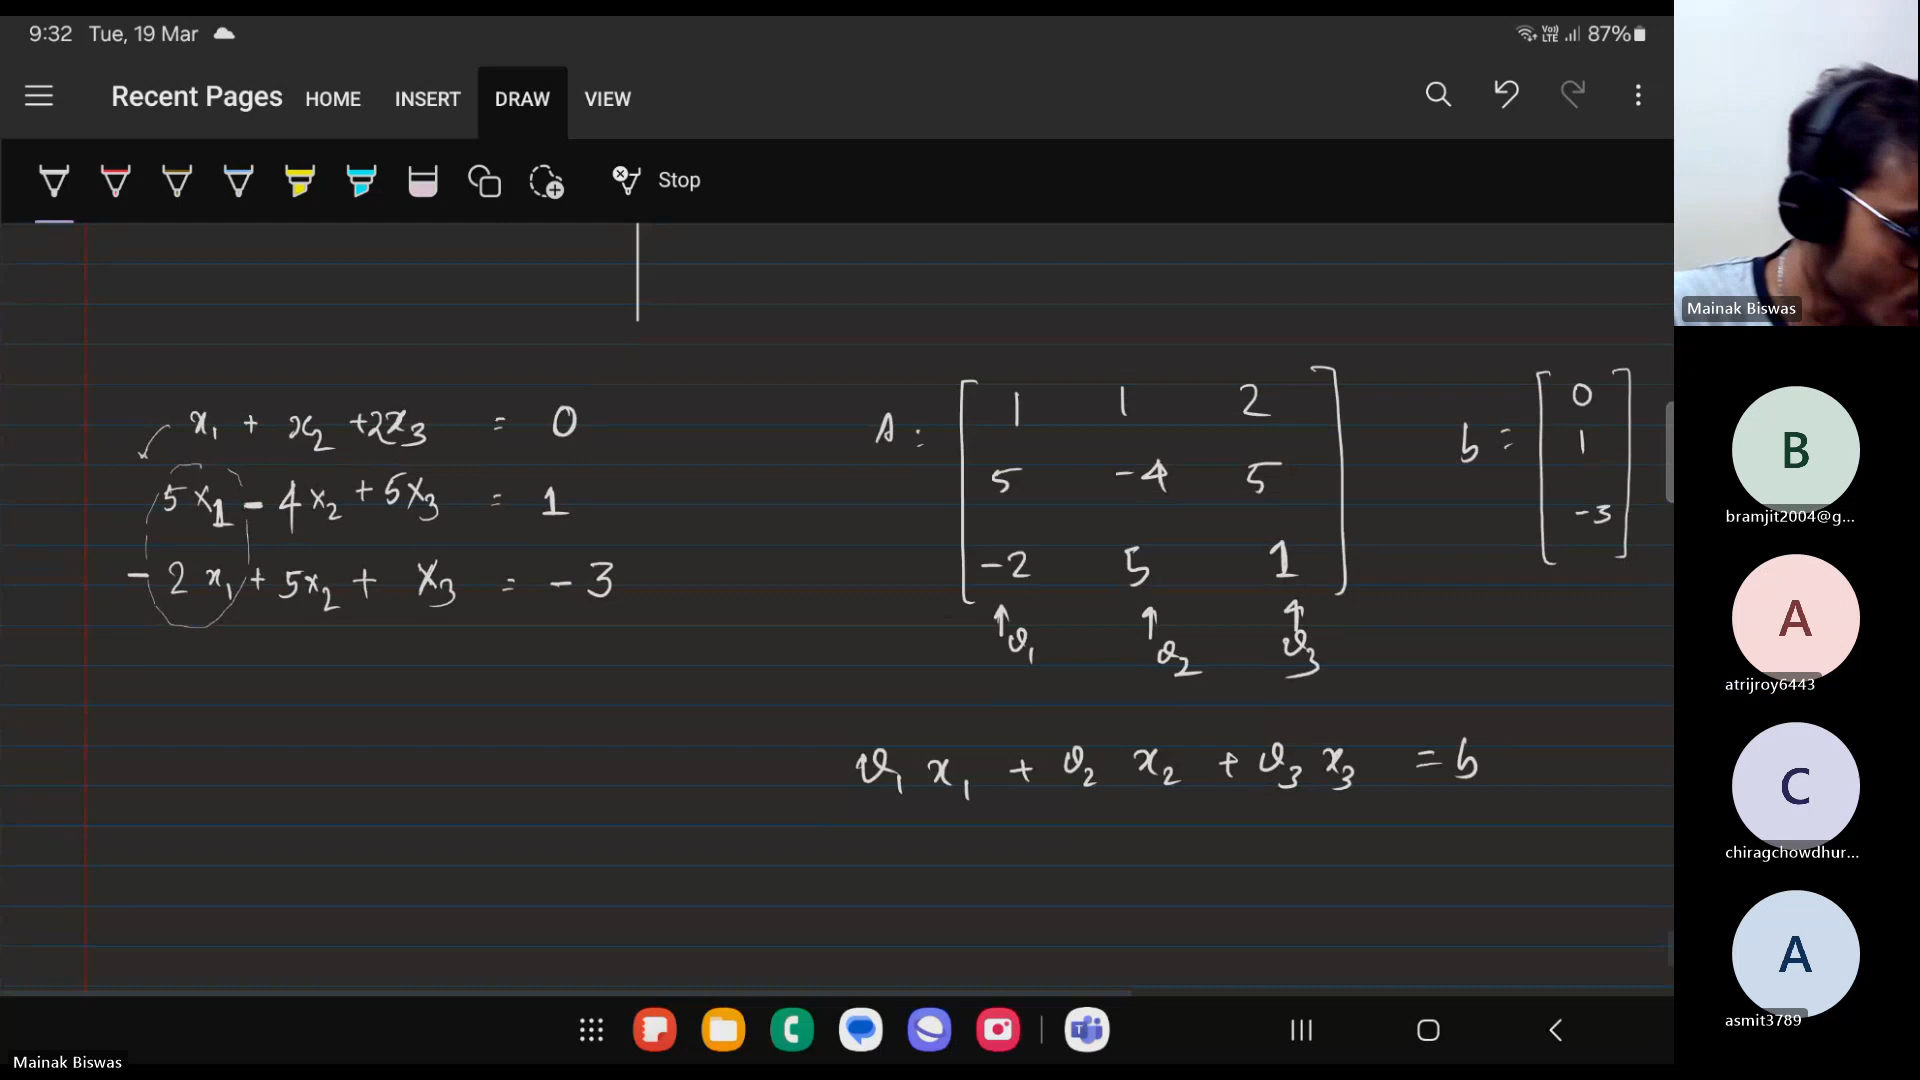 9:32 Tue, 19 Mar
Vo)) LTE 87%
Recent Pages HOME INSERT DRAW VIEW
Stop
x₁ + x₂ + 2x₃ = 0
5x₁ - 4x₂ + 5x₃ = 1
-2x₁ + 5x₂ + x₃ = -3
A : [ 1 1 2
5 -4 5
-2 5 1 ]
↑v₁ ↑v₂ ↑v₃
b = [ 0
1
-3 ]
v₁ x₁ + v₂ x₂ + v₃ x₃ = b
Mainak Biswas
B
bramjit2004@g...
A
atrijroy6443
C
chiragchowdhur...
A
asmit3789
Mainak Biswas